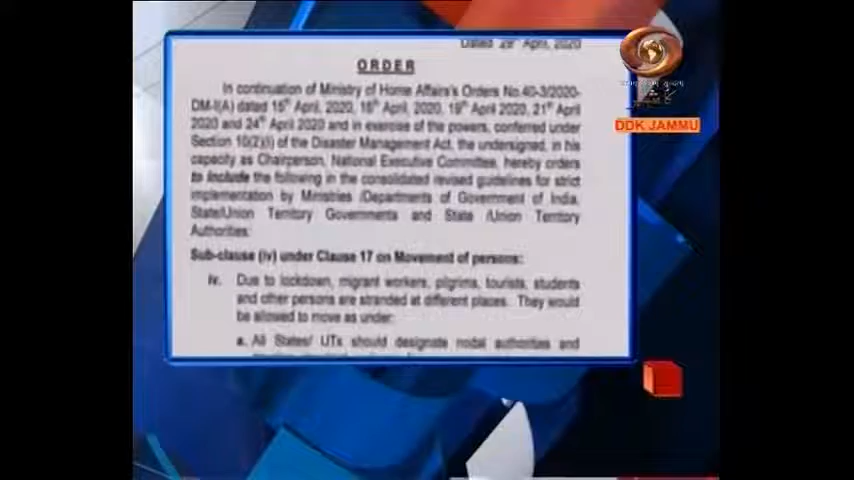 Dated 29th April, 2020
ORDER
In continuation of Ministry of Home Affair's Orders No.40-3/2020-
DM-I(A) dated 15th April, 2020, 16th April, 2020, 19th April 2020, 21st April
2020 and 24th April 2020 and in exercise of the powers, conferred under
Section 10(2)(l) of the Disaster Management Act, the undersigned, in his
capacity as Chairperson, National Executive Committee, hereby orders
to include the following in the consolidated revised guidelines for strict
implementation by Ministries /Departments of Government of India,
State/Union Territory Governments and State /Union Territory
Authorities:
Sub-clause (iv) under Clause 17 on Movement of persons:
iv. Due to lockdown, migrant workers, pilgrims, tourists, students
and other persons are stranded at different places. They would
be allowed to move as under:
a. All States/ UTs should designate nodal authorities and
DDK JAMMU